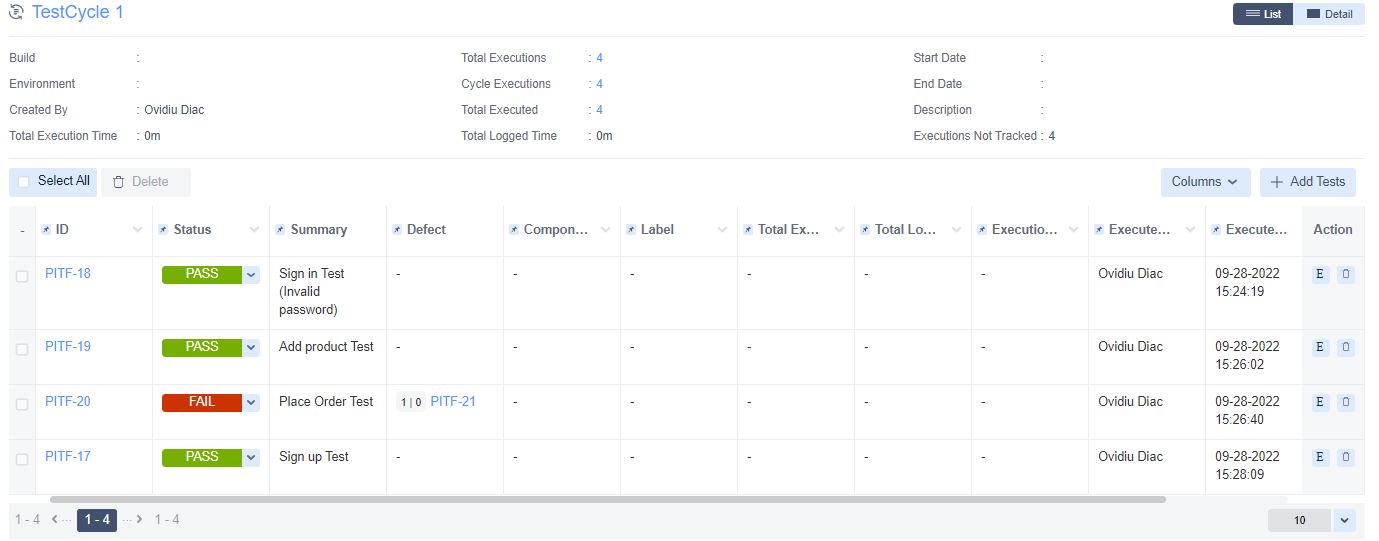 TestCycle 1
List Detail
Build : Total Executions : 4 Start Date :
Environment : Cycle Executions : 4 End Date :
Created By : Ovidiu Diac Total Executed : 4 Description :
Total Execution Time : 0m Total Logged Time : 0m Executions Not Tracked : 4
Select All Delete Columns + Add Tests
- ID Status Summary Defect Compon... Label Total Ex... Total Lo... Executio... Execute... Execute... Action
PITF-18 PASS Sign in Test - - - - - - Ovidiu Diac 09-28-2022 E
(Invalid 15:24:19
password)
PITF-19 PASS Add product Test - - - - - - Ovidiu Diac 09-28-2022 E
15:26:02
PITF-20 FAIL Place Order Test 1 | 0 PITF-21 - - - - - Ovidiu Diac 09-28-2022 E
15:26:40
PITF-17 PASS Sign up Test - - - - - - Ovidiu Diac 09-28-2022 E
15:28:09
1 - 4 < ... 1 - 4 ... > 1 - 4 10